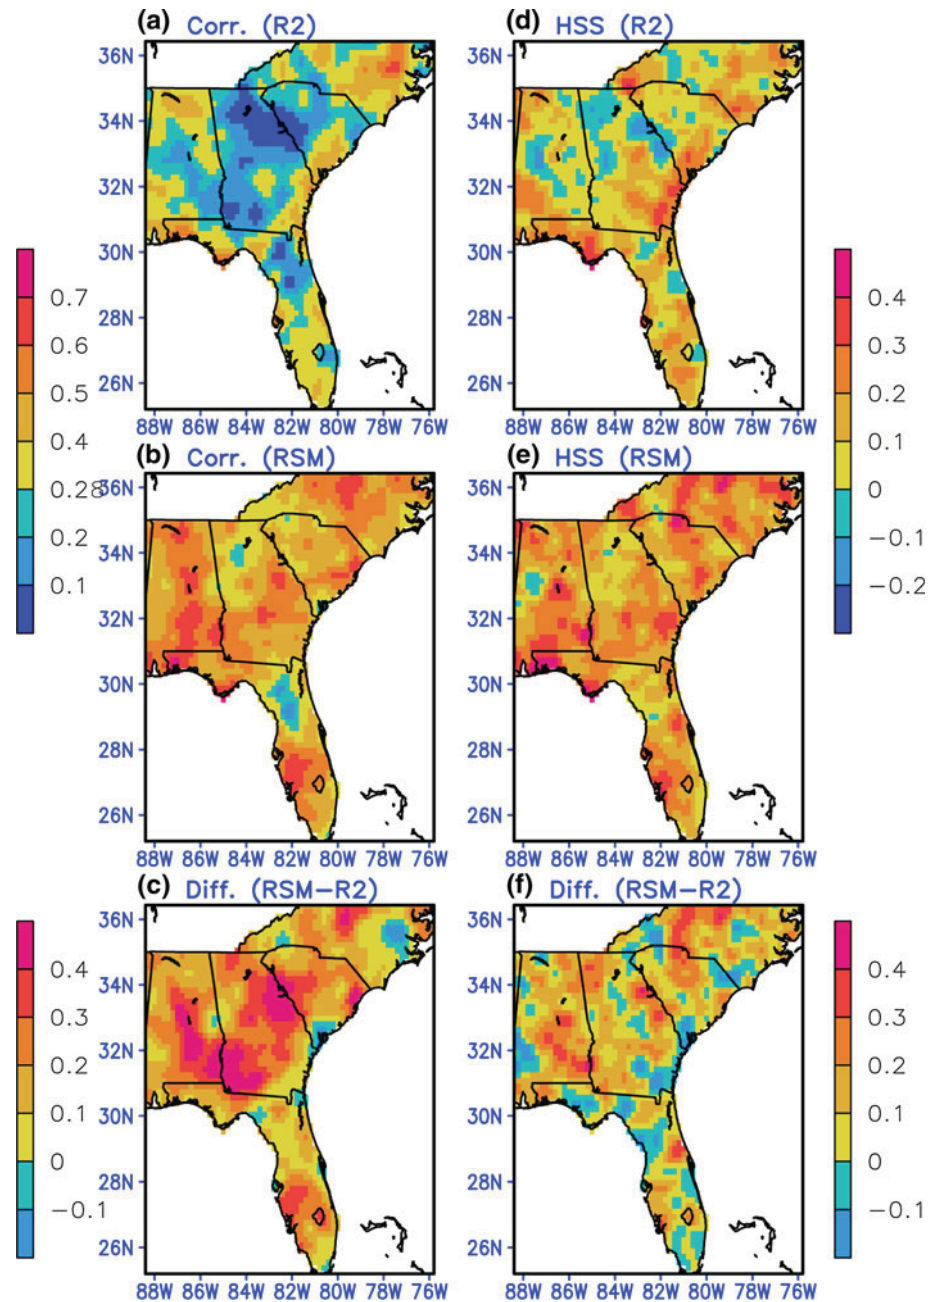 (a) Corr. (R2)
36N
34N
32N
30N
28N
26N
88W 86W 84W 82W 80W 78W 76W
(d) HSS (R2)
36N
34N
32N
30N
28N
26N
88W 86W 84W 82W 80W 78W 76W
0.7
0.6
0.5
0.4
0.28
0.2
0.1
0.4
0.3
0.2
0.1
0
−0.1
−0.2
(b) Corr. (RSM)
36N
34N
32N
30N
28N
26N
88W 86W 84W 82W 80W 78W 76W
(e) HSS (RSM)
36N
34N
32N
30N
28N
26N
88W 86W 84W 82W 80W 78W 76W
(c) Diff. (RSM−R2)
36N
34N
32N
30N
28N
26N
88W 86W 84W 82W 80W 78W 76W
(f) Diff. (RSM−R2)
36N
34N
32N
30N
28N
26N
88W 86W 84W 82W 80W 78W 76W
0.4
0.3
0.2
0.1
0
−0.1
0.4
0.3
0.2
0.1
0
−0.1